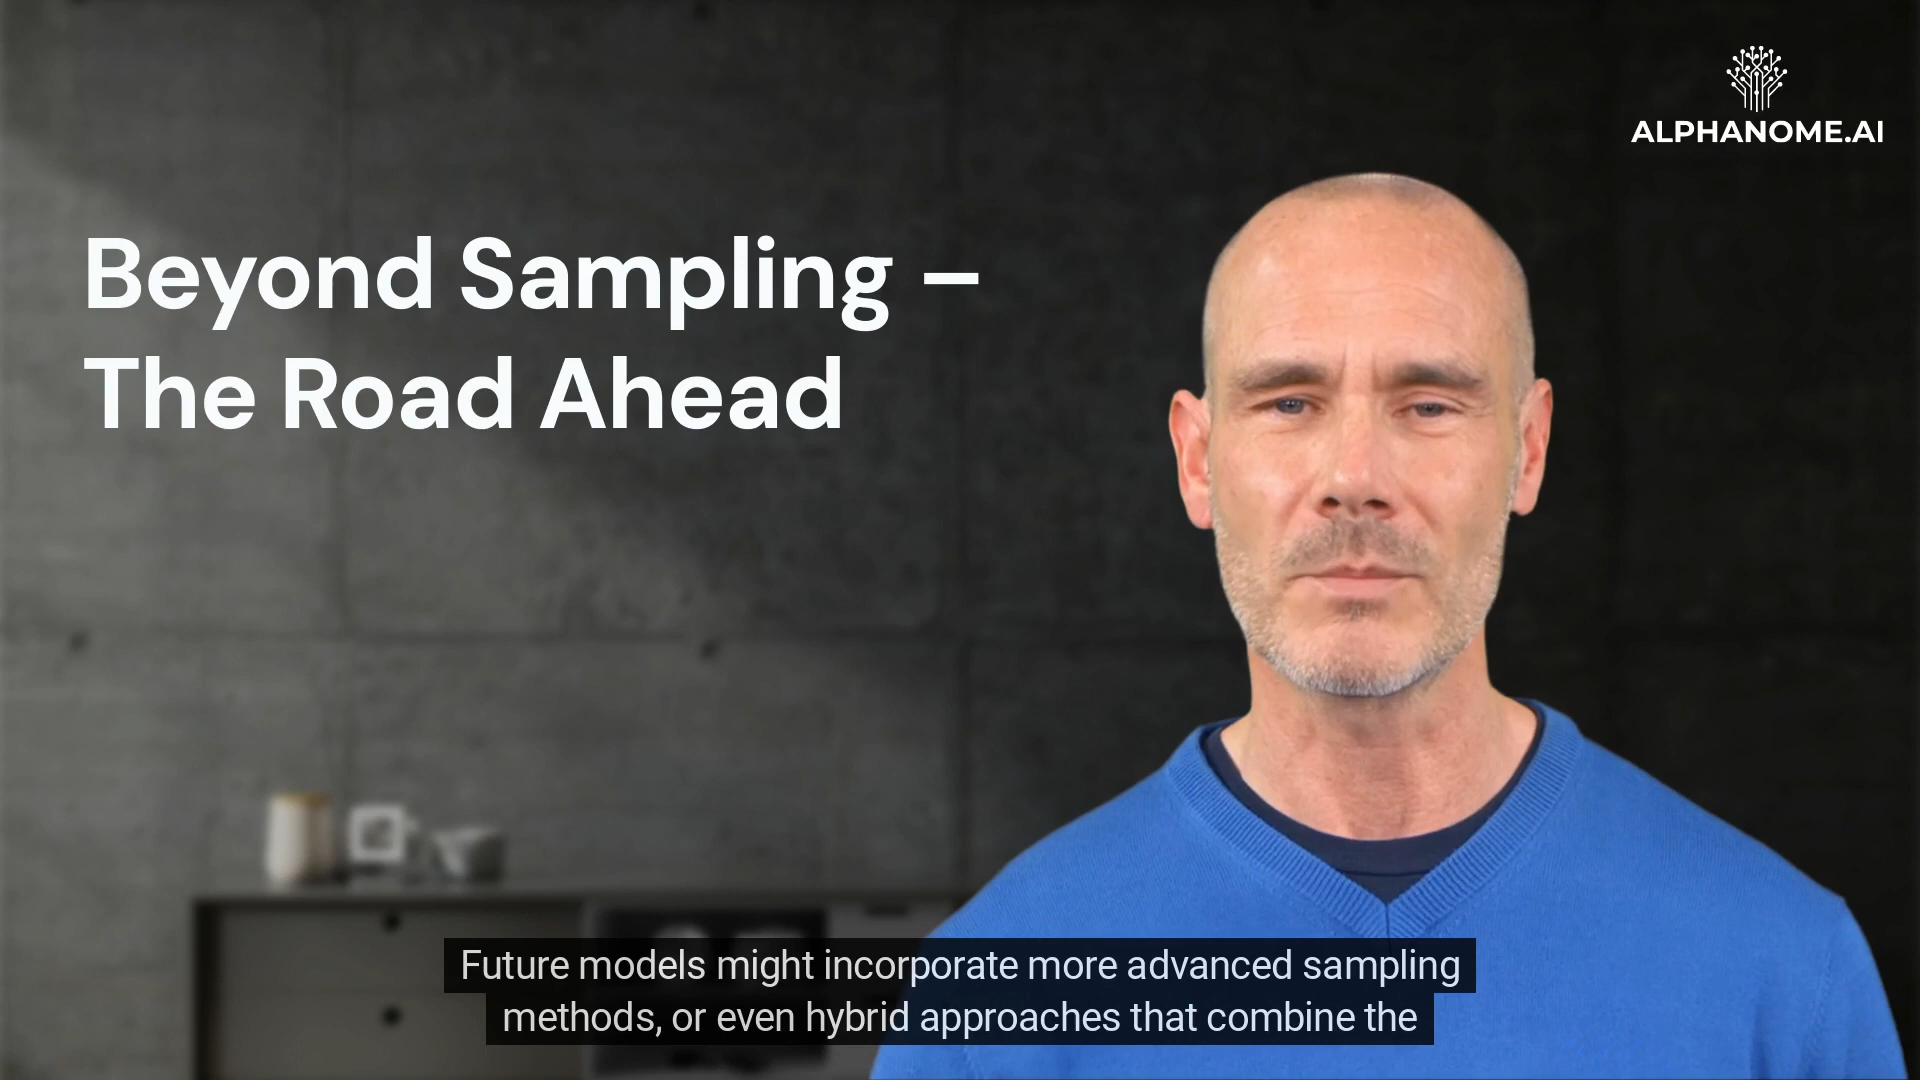 ALPHANOME.AI
Beyond Sampling –
The Road Ahead
Future models might incorporate more advanced sampling
methods, or even hybrid approaches that combine the